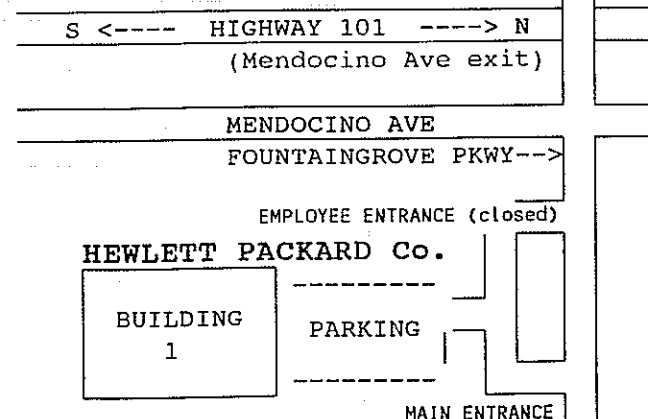 S <---- HIGHWAY 101 ----> N
(Mendocino Ave exit)
MENDOCINO AVE
FOUNTAINGROVE PKWY-->
EMPLOYEE ENTRANCE (closed)
HEWLETT PACKARD Co.
BUILDING
PARKING
1
MAIN ENTRANCE